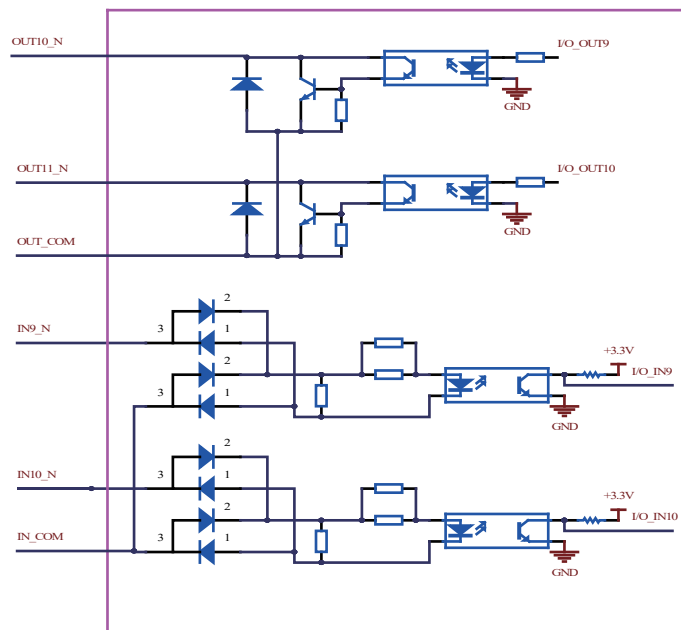 OUT10_N
I/O_OUT9
GND
OUT11_N
I/O_OUT10
GND
OUT_COM
2
IN9_N
3
1
2
+3.3V
I/O_IN9
3
1
GND
2
IN10_N
3
1
2
+3.3V
I/O_IN10
IN_COM
3
1
GND